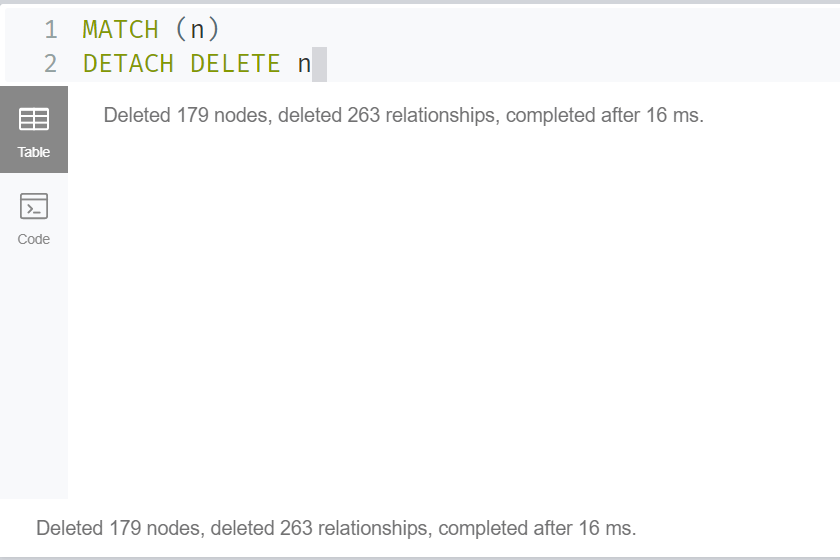 1 MATCH (n)
2 DETACH DELETE n
Deleted 179 nodes, deleted 263 relationships, completed after 16 ms.
Table
Code
Deleted 179 nodes, deleted 263 relationships, completed after 16 ms.